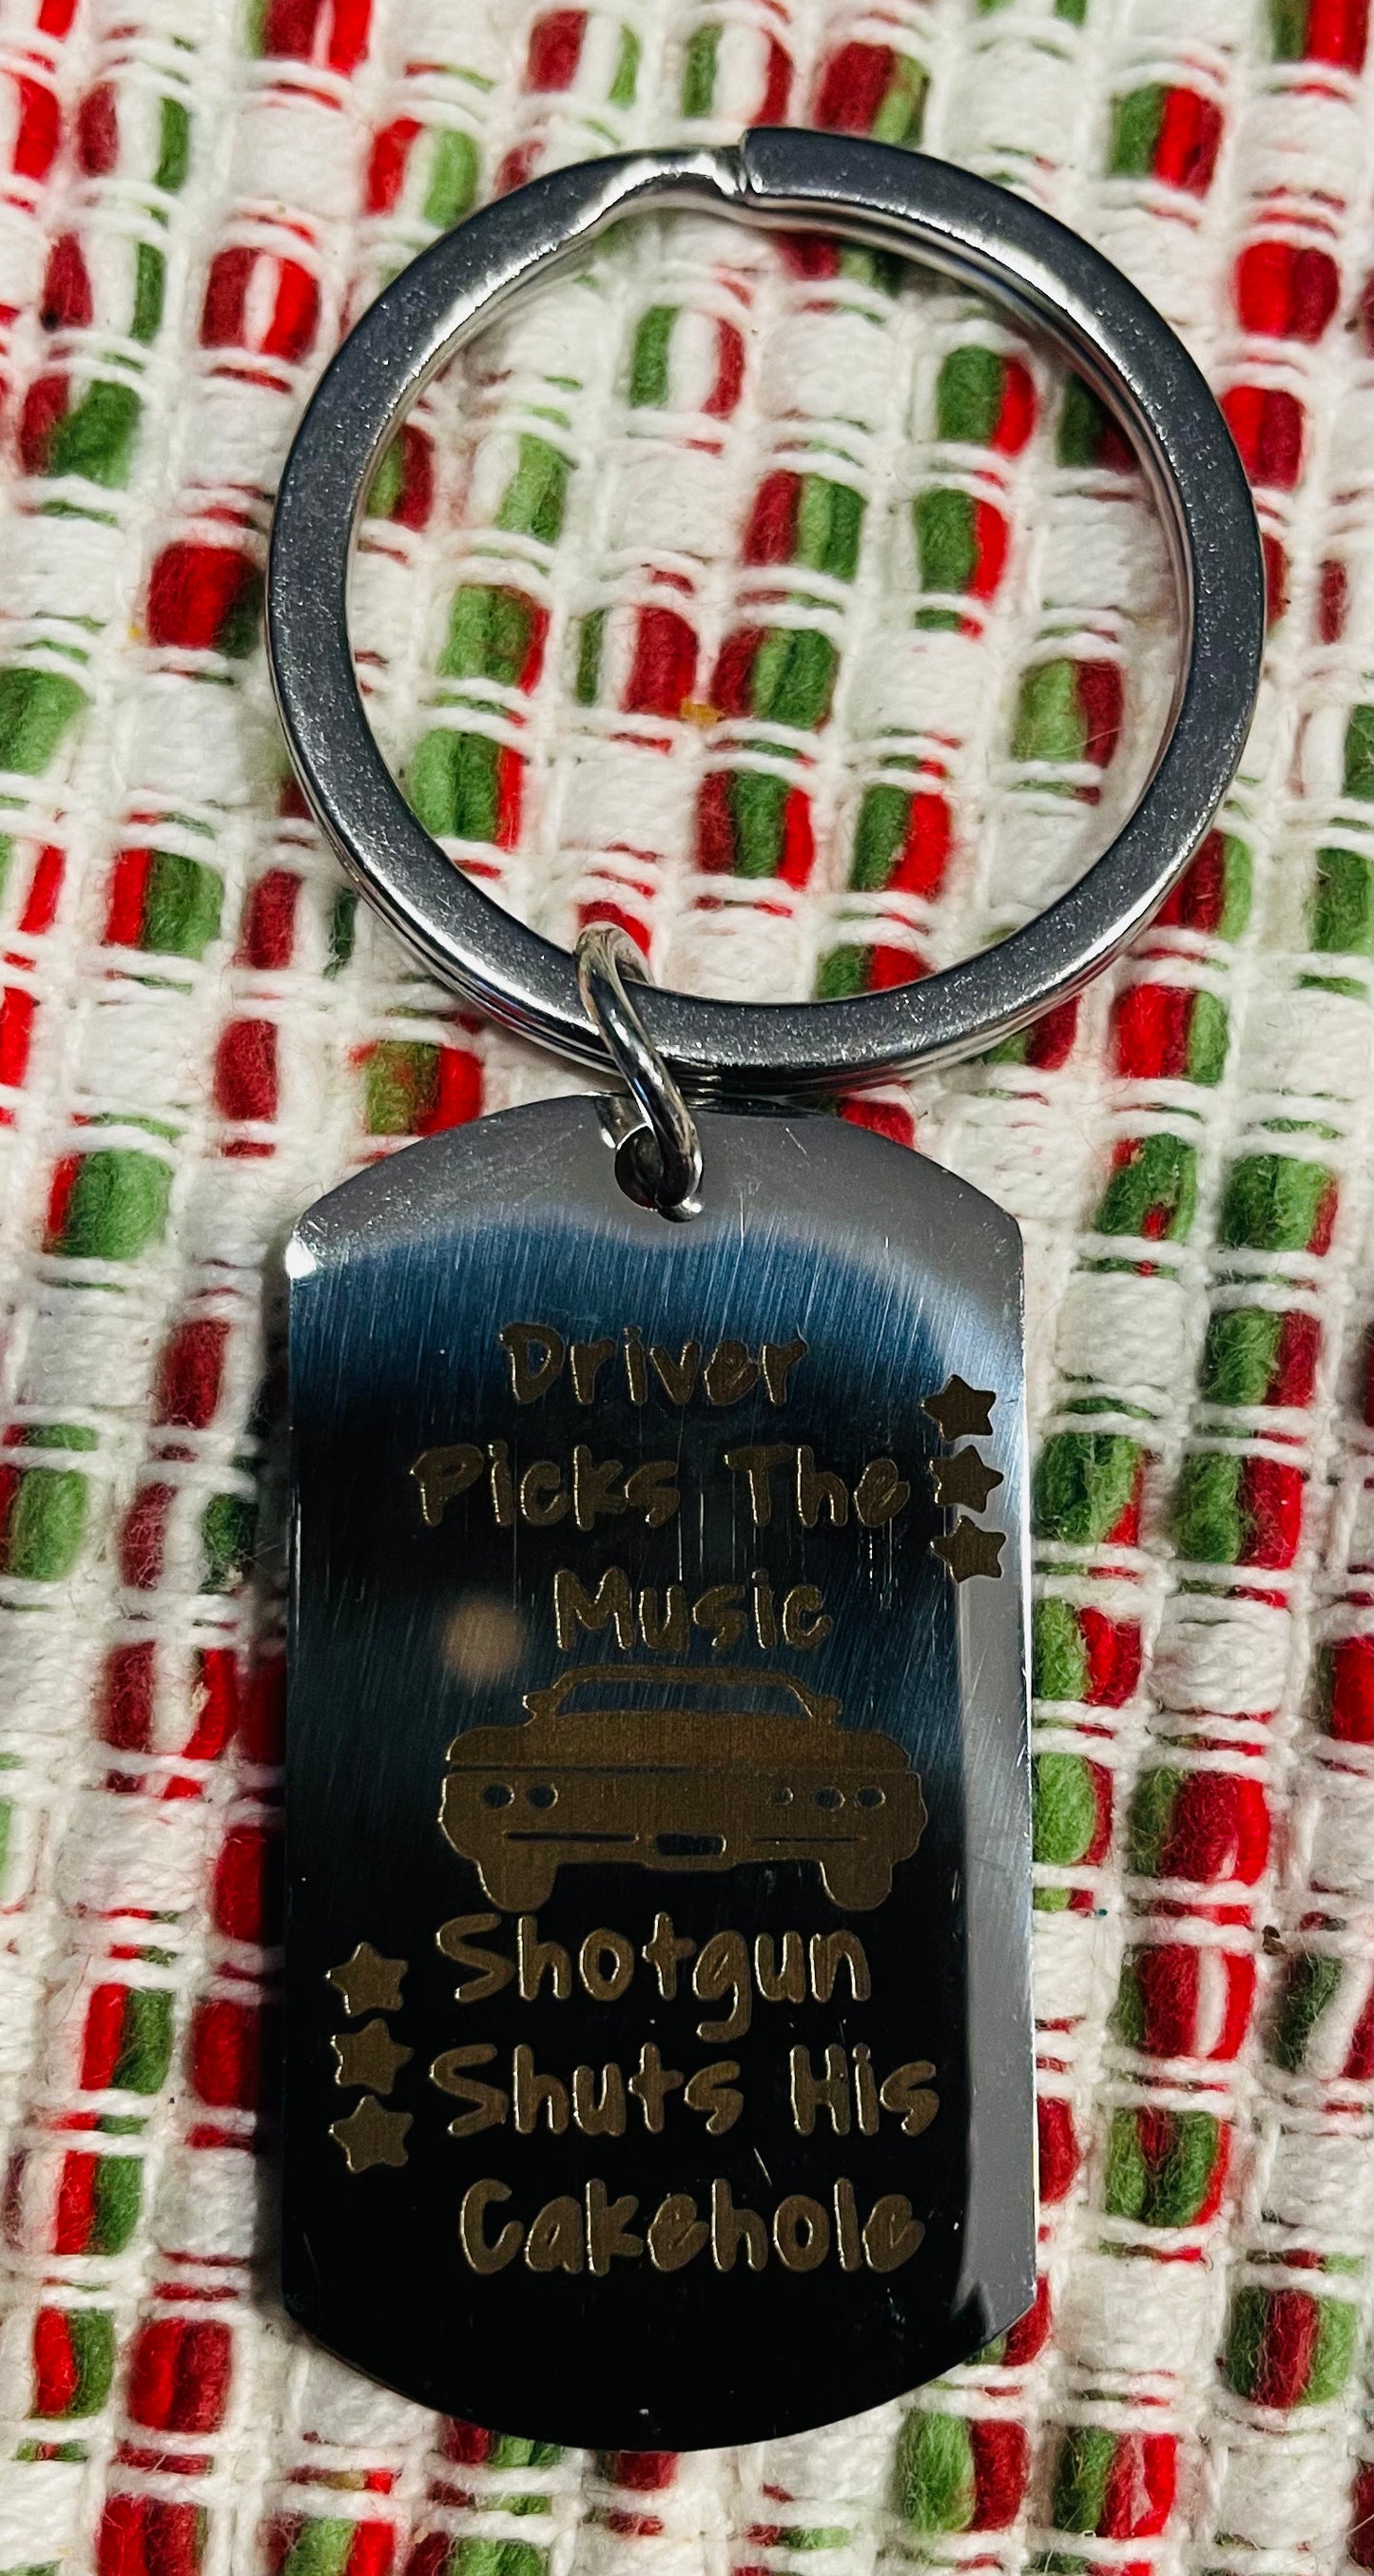 Driver
Picks The
Music
Shotgun
Shuts His
Cakehole